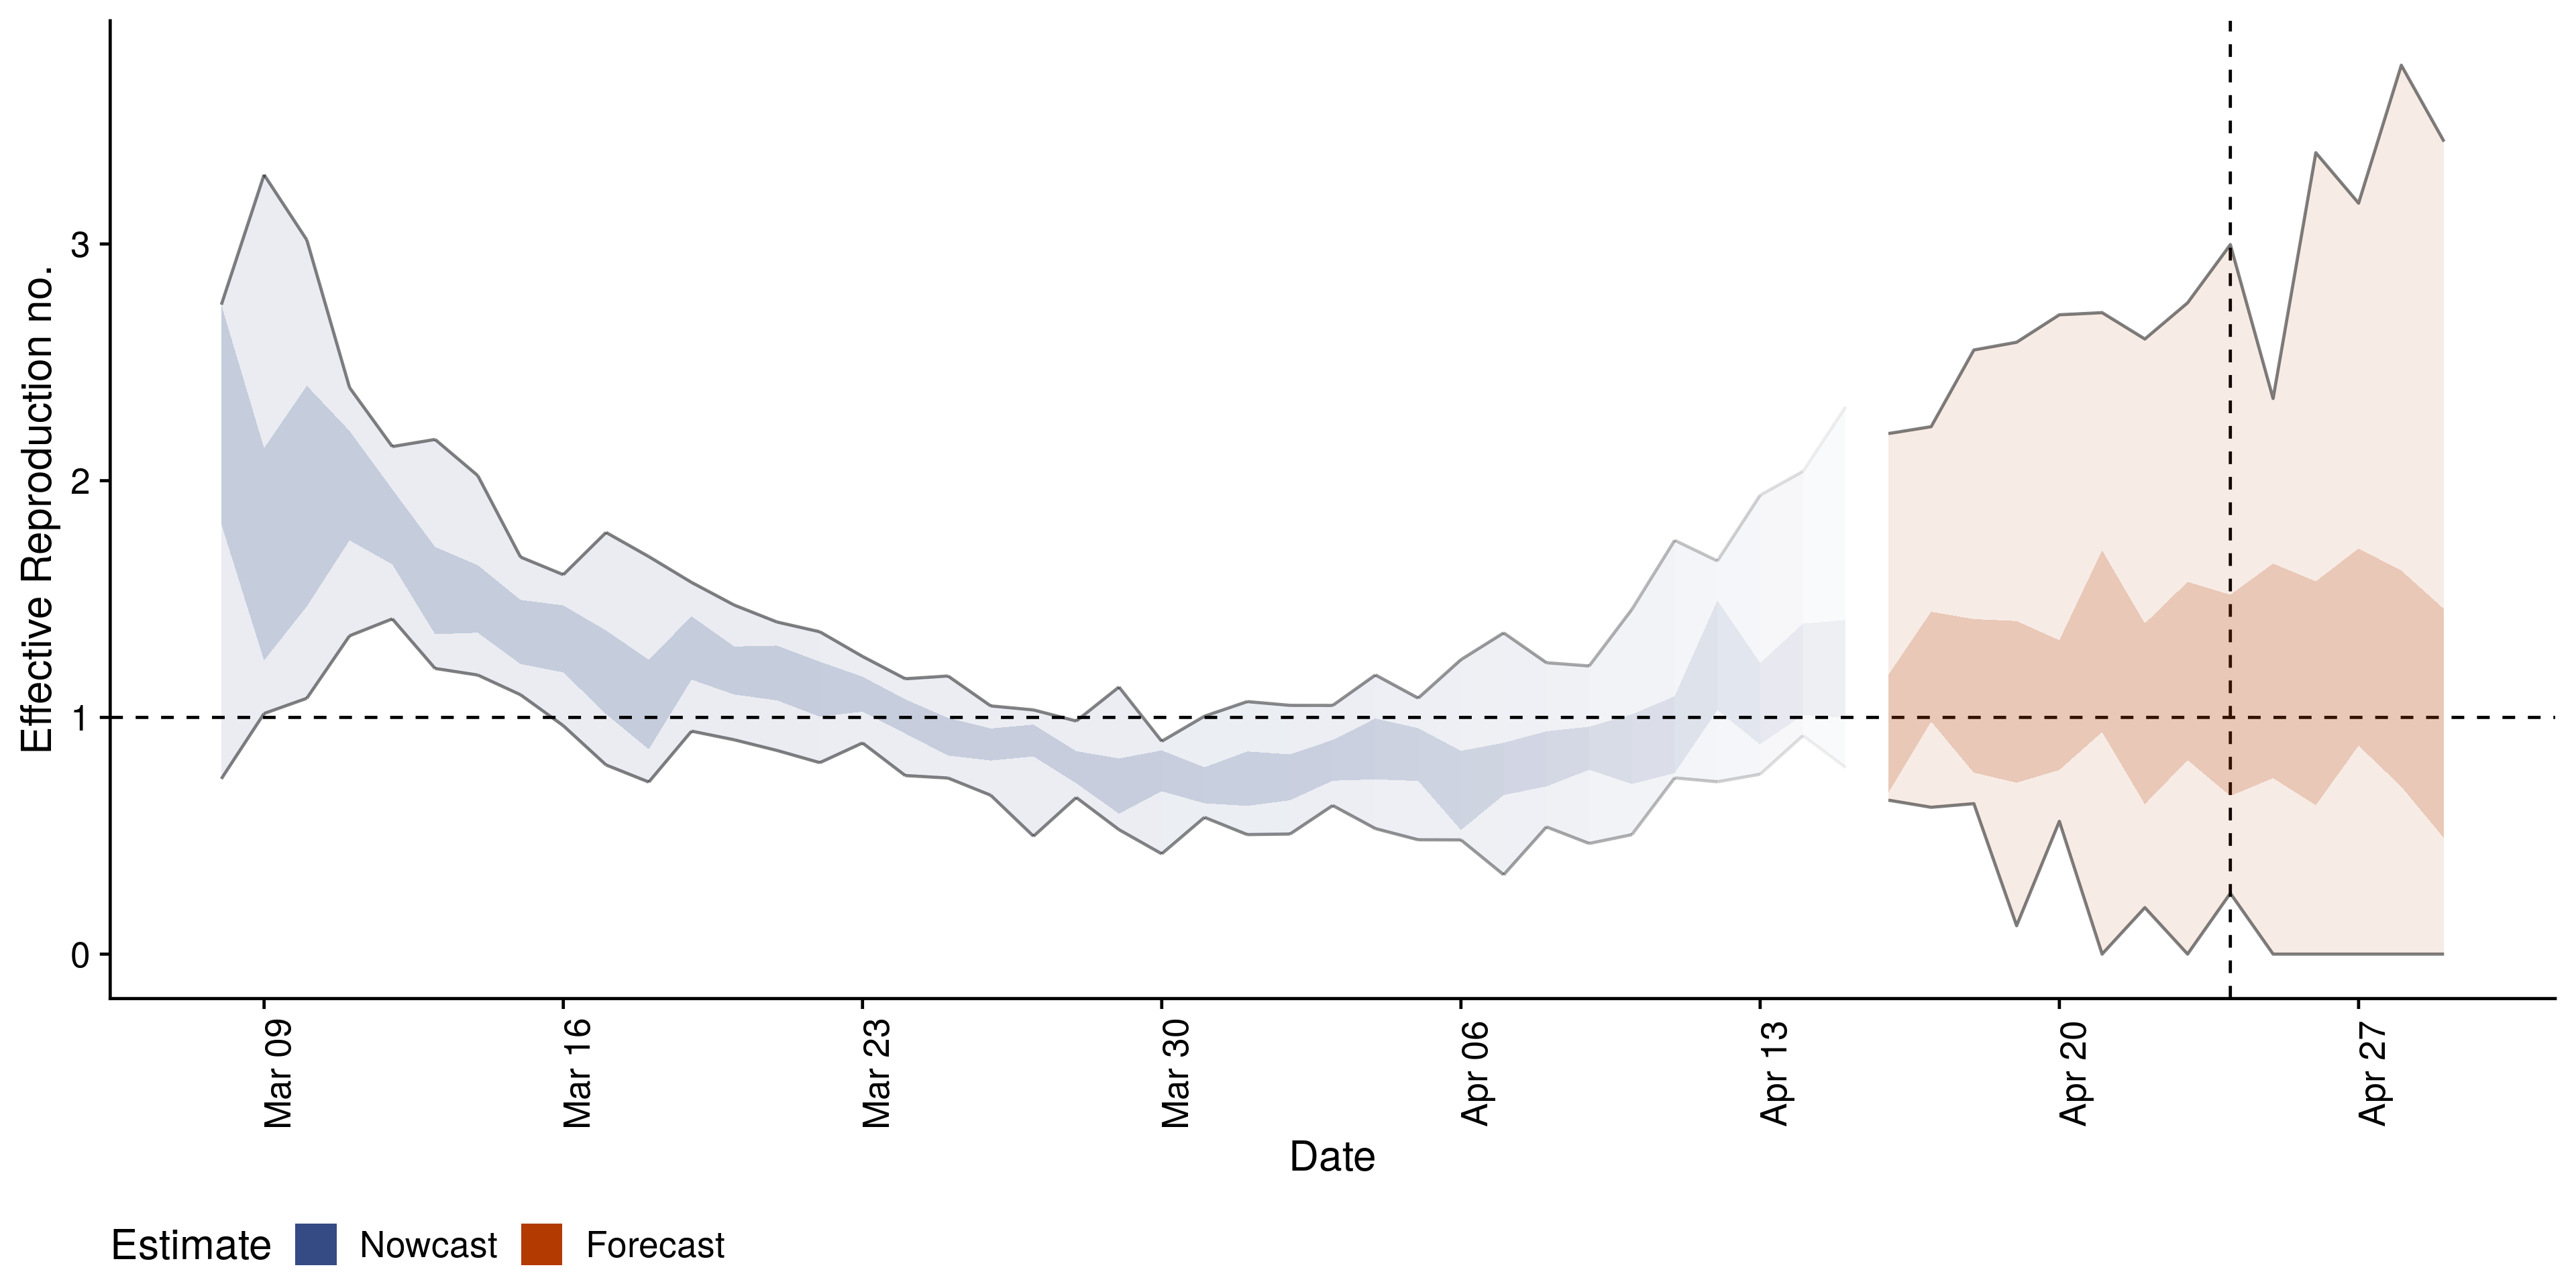 Effective Reproduction no.
3
2
1
0
Mar 09
Mar 16
Mar 23
Mar 30
Apr 06
Apr 13
Apr 20
Apr 27
Date
Estimate Nowcast Forecast